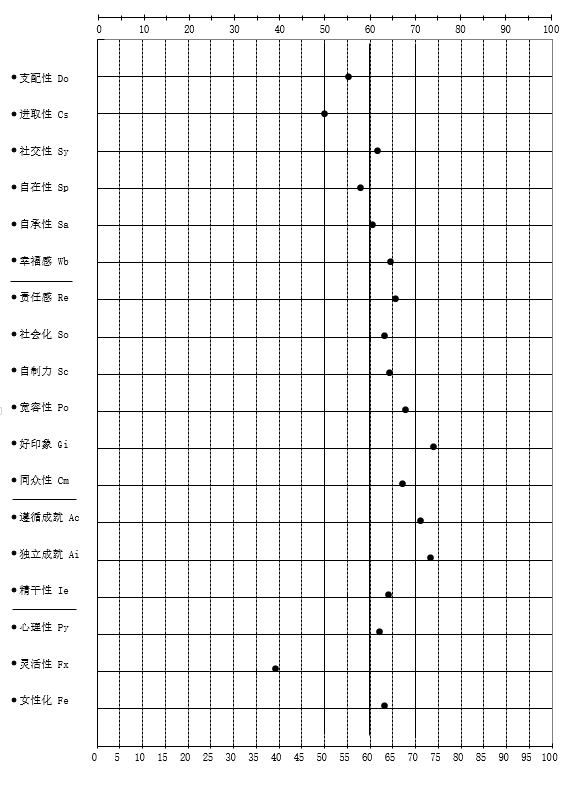 0 10 20 30 40 50 60 70 80 90 100
支配性 Do
进取性 Cs
社交性 Sy
自在性 Sp
自承性 Sa
幸福感 Wb
责任感 Re
社会化 So
自制力 Sc
宽容性 Po
好印象 Gi
同众性 Cm
遵循成就 Ac
独立成就 Ai
精干性 Ie
心理性 Py
灵活性 Fx
女性化 Fe
0 5 10 15 20 25 30 35 40 45 50 55 60 65 70 75 80 85 90 95 100